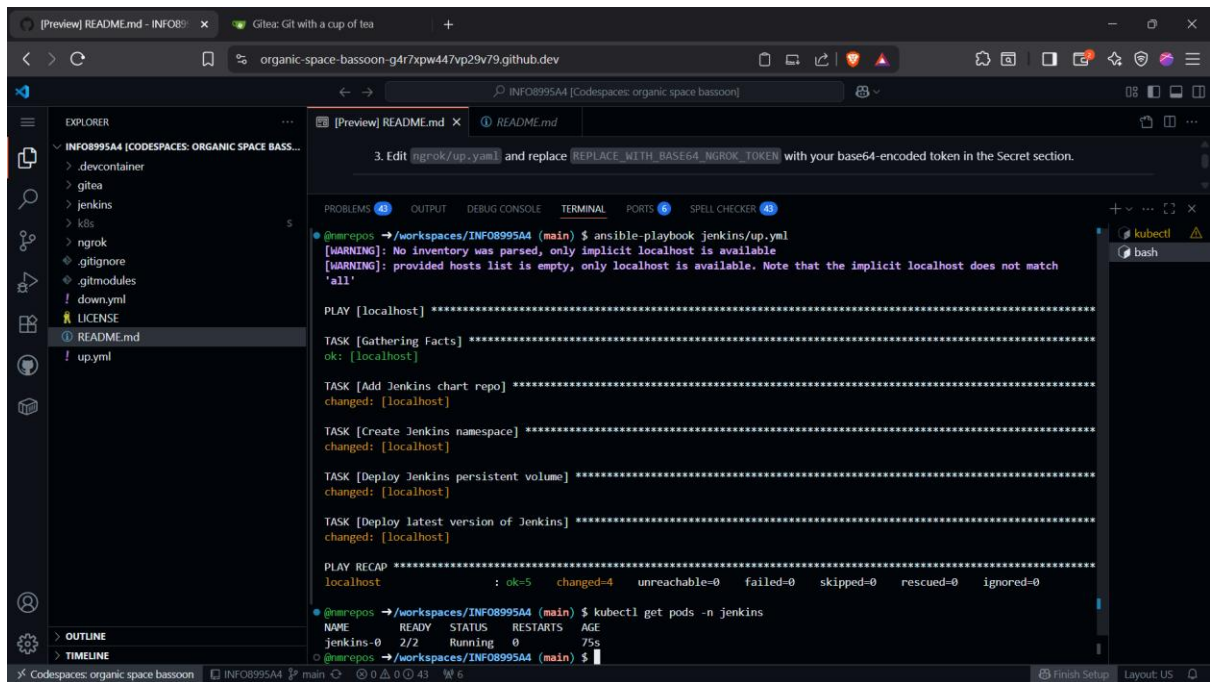 [Preview] README.md - INFO89
Gitea: Git with a cup of tea
organic-space-bassoon-g4r7xpw447vp29v79.github.dev
INFO8995A4 [Codespaces: organic space bassoon]
EXPLORER
INFO8995A4 [CODESPACES: ORGANIC SPACE BASS...
.devcontainer
gitea
jenkins
k8s S
ngrok
.gitignore
.gitmodules
! down.yml
LICENSE
README.md
! up.yml
OUTLINE
TIMELINE
[Preview] README.md
README.md
3. Edit ngrok/up.yaml and replace REPLACE_WITH_BASE64_NGROK_TOKEN with your base64-encoded token in the Secret section.
PROBLEMS 43 OUTPUT DEBUG CONSOLE TERMINAL PORTS 6 SPELL CHECKER 43
@nmrepos → /workspaces/INFO8995A4 (main) $ ansible-playbook jenkins/up.yml
[WARNING]: No inventory was parsed, only implicit localhost is available
[WARNING]: provided hosts list is empty, only localhost is available. Note that the implicit localhost does not match
'all'
PLAY [localhost] ************************************************************************************
TASK [Gathering Facts] ******************************************************************************
ok: [localhost]
TASK [Add Jenkins chart repo] ***********************************************************************
changed: [localhost]
TASK [Create Jenkins namespace] *********************************************************************
changed: [localhost]
TASK [Deploy Jenkins persistent volume] *************************************************************
changed: [localhost]
TASK [Deploy latest version of Jenkins] *************************************************************
changed: [localhost]
PLAY RECAP ******************************************************************************************
localhost : ok=5 changed=4 unreachable=0 failed=0 skipped=0 rescued=0 ignored=0
@nmrepos → /workspaces/INFO8995A4 (main) $ kubectl get pods -n jenkins
NAME READY STATUS RESTARTS AGE
jenkins-0 2/2 Running 0 75s
@nmrepos → /workspaces/INFO8995A4 (main) $
kubectl
bash
Codespaces: organic space bassoon INFO8995A4 main 0 0 43 6 Finish Setup Layout: US